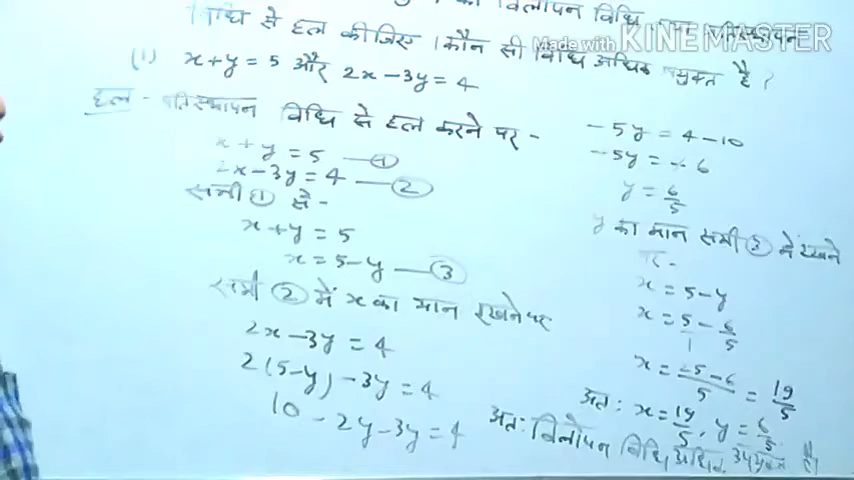 का विलोपन विधि
विधि से हल कीजिए । कौन सी विधि अधिक है ?
Made with KINEMASTER
(1) x+y=5 और 2x-3y=4
हल - प्रतिस्थापन विधि से हल करने पर -
x+y=5 —①
2x-3y=4 —②
समी ① से -
x+y=5
x=5-y —③
समी ② में x का मान रखने पर
2x-3y=4
2(5-y)-3y=4
10-2y-3y=4
-5y=4-10
-5y=-6
y=6/5
y का मान समी ③ में रखने
पर -
x=5-y
x=5/1-6/5
x=25-6/5=19/5
अतः x=19/5, y=6/5
अतः विलोपन विधि